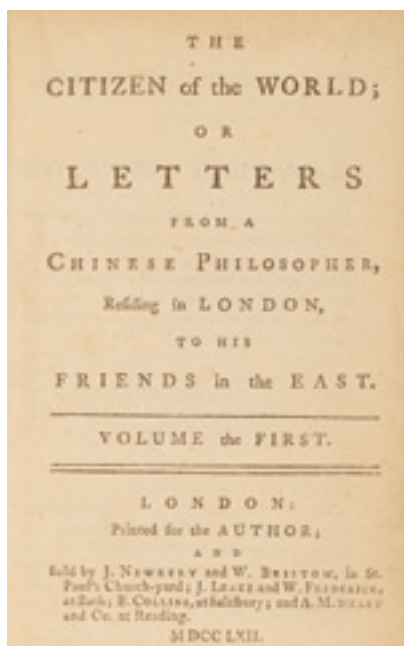 THE
CITIZEN of the WORLD;
OR
LETTERS
FROM A
CHINESE PHILOSOPHER,
Residing in LONDON,
TO HIS
FRIENDS in the EAST.
VOLUME the FIRST.
LONDON:
Printed for the AUTHOR;
AND
Sold by J. NEWBERY and W. BRISTOW, in St.
Paul's Church-yard; J. LEAKE and W. FREDERICK,
at Bath; B. COLLINS, at Salisbury; and A. M.
and Co. at Reading.
MDCCLXII.